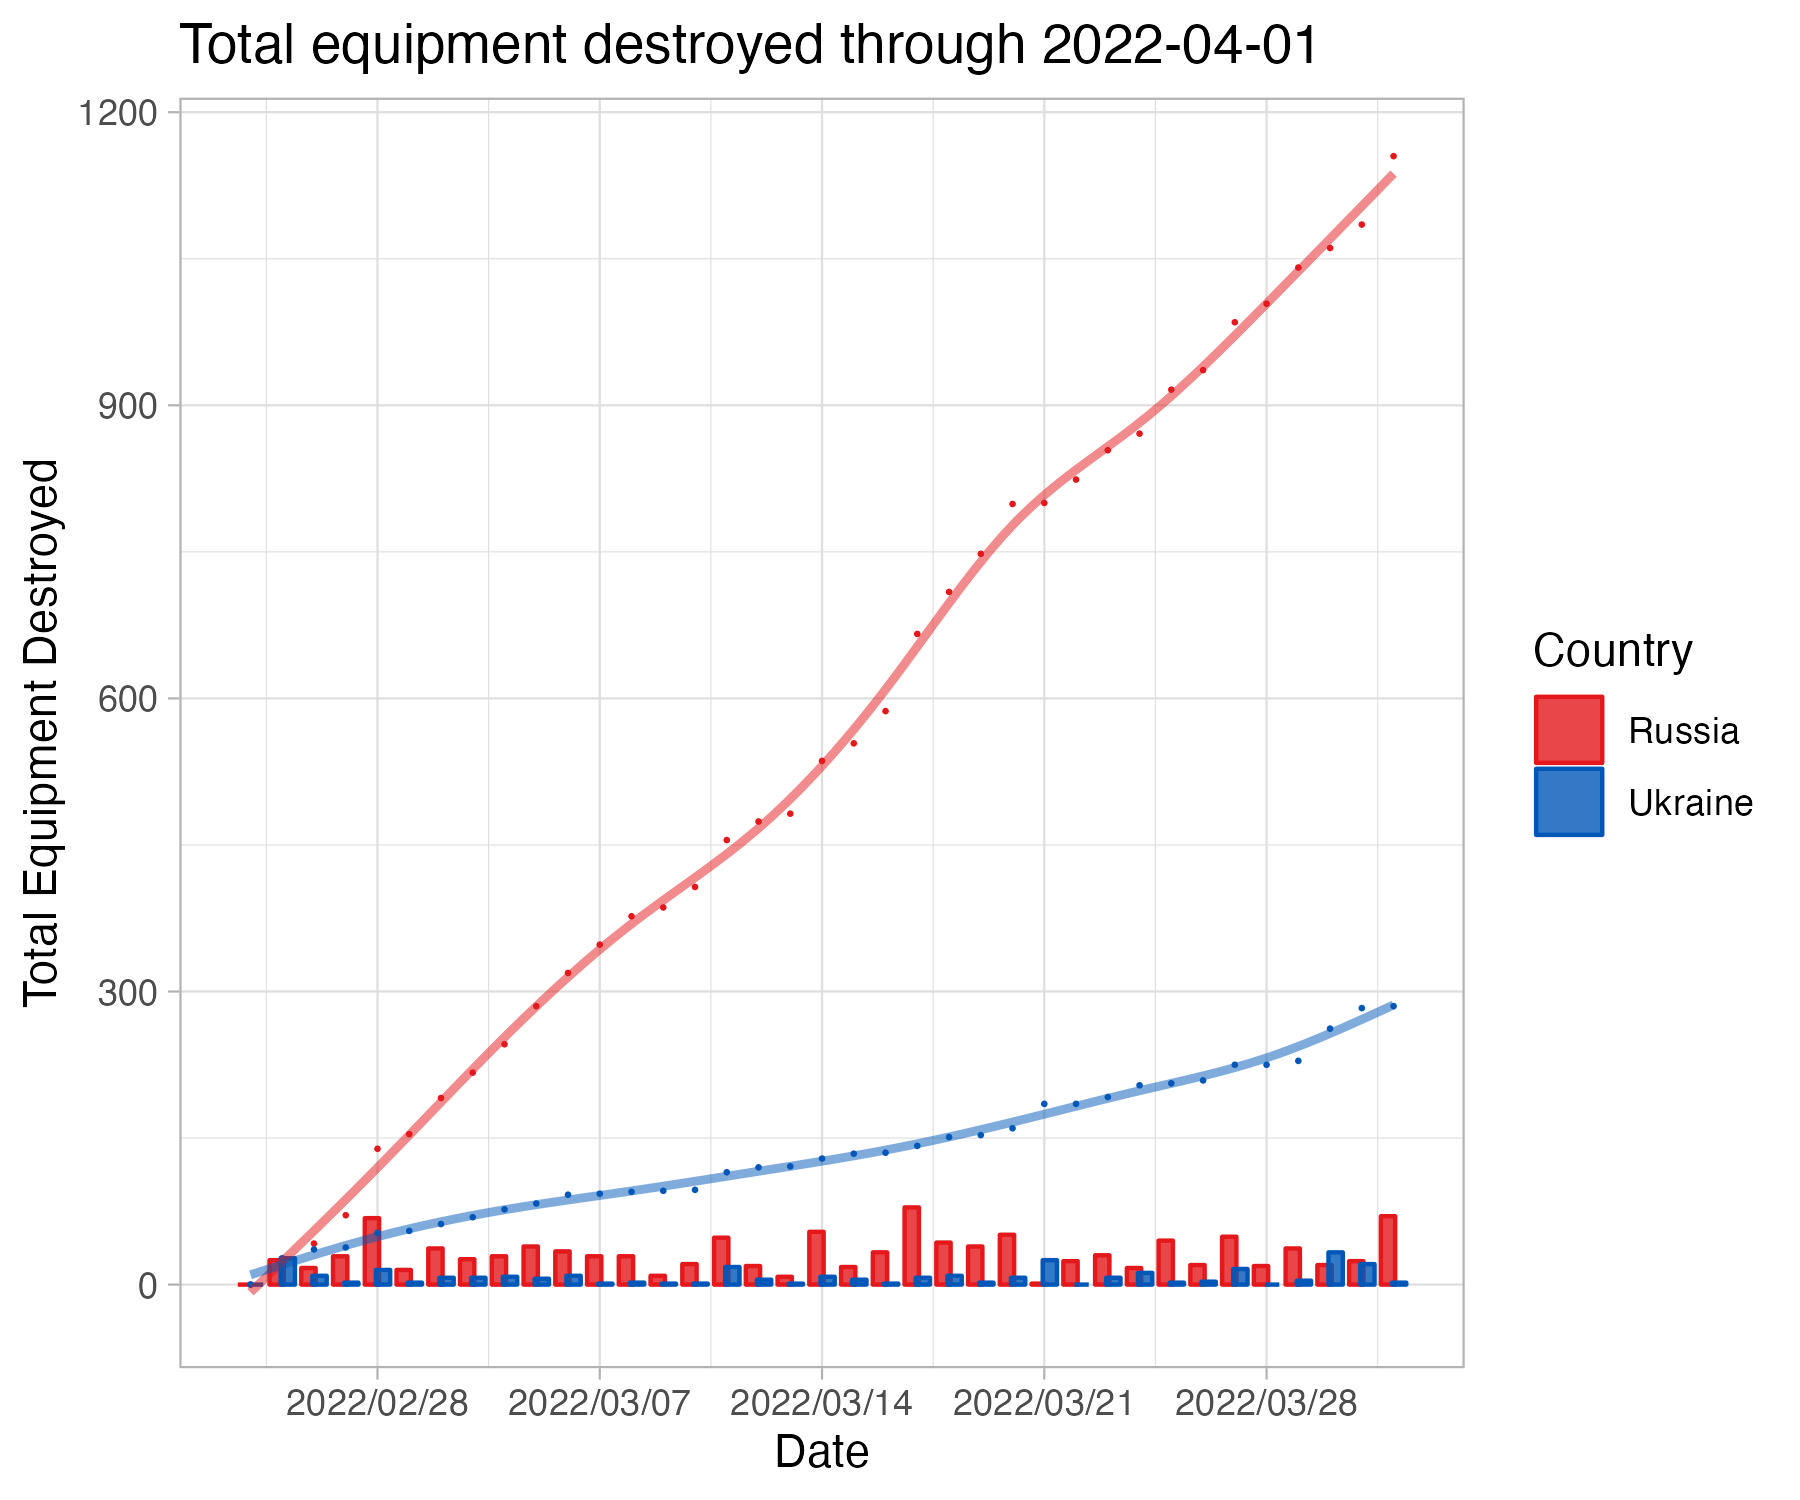 Total equipment destroyed through 2022-04-01
Total Equipment Destroyed
1200
900
600
300
0
2022/02/28 2022/03/07 2022/03/14 2022/03/21 2022/03/28
Date
Country
Russia
Ukraine